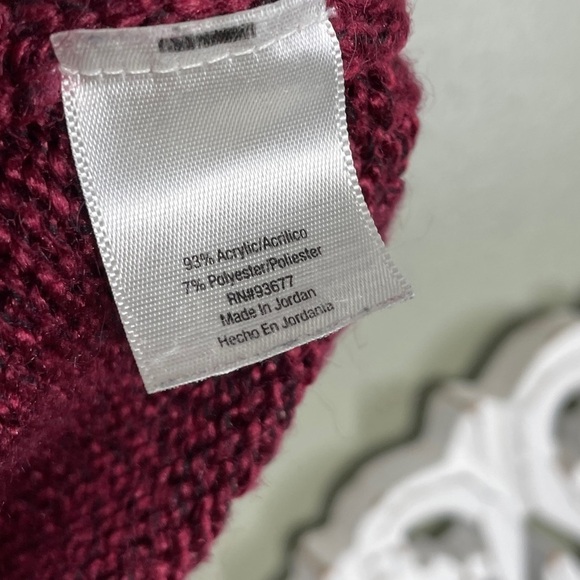 93% Acrylic/Acrilico
7% Polyester/Poliester
RN#93677
Made In Jordan
Hecho En Jordania